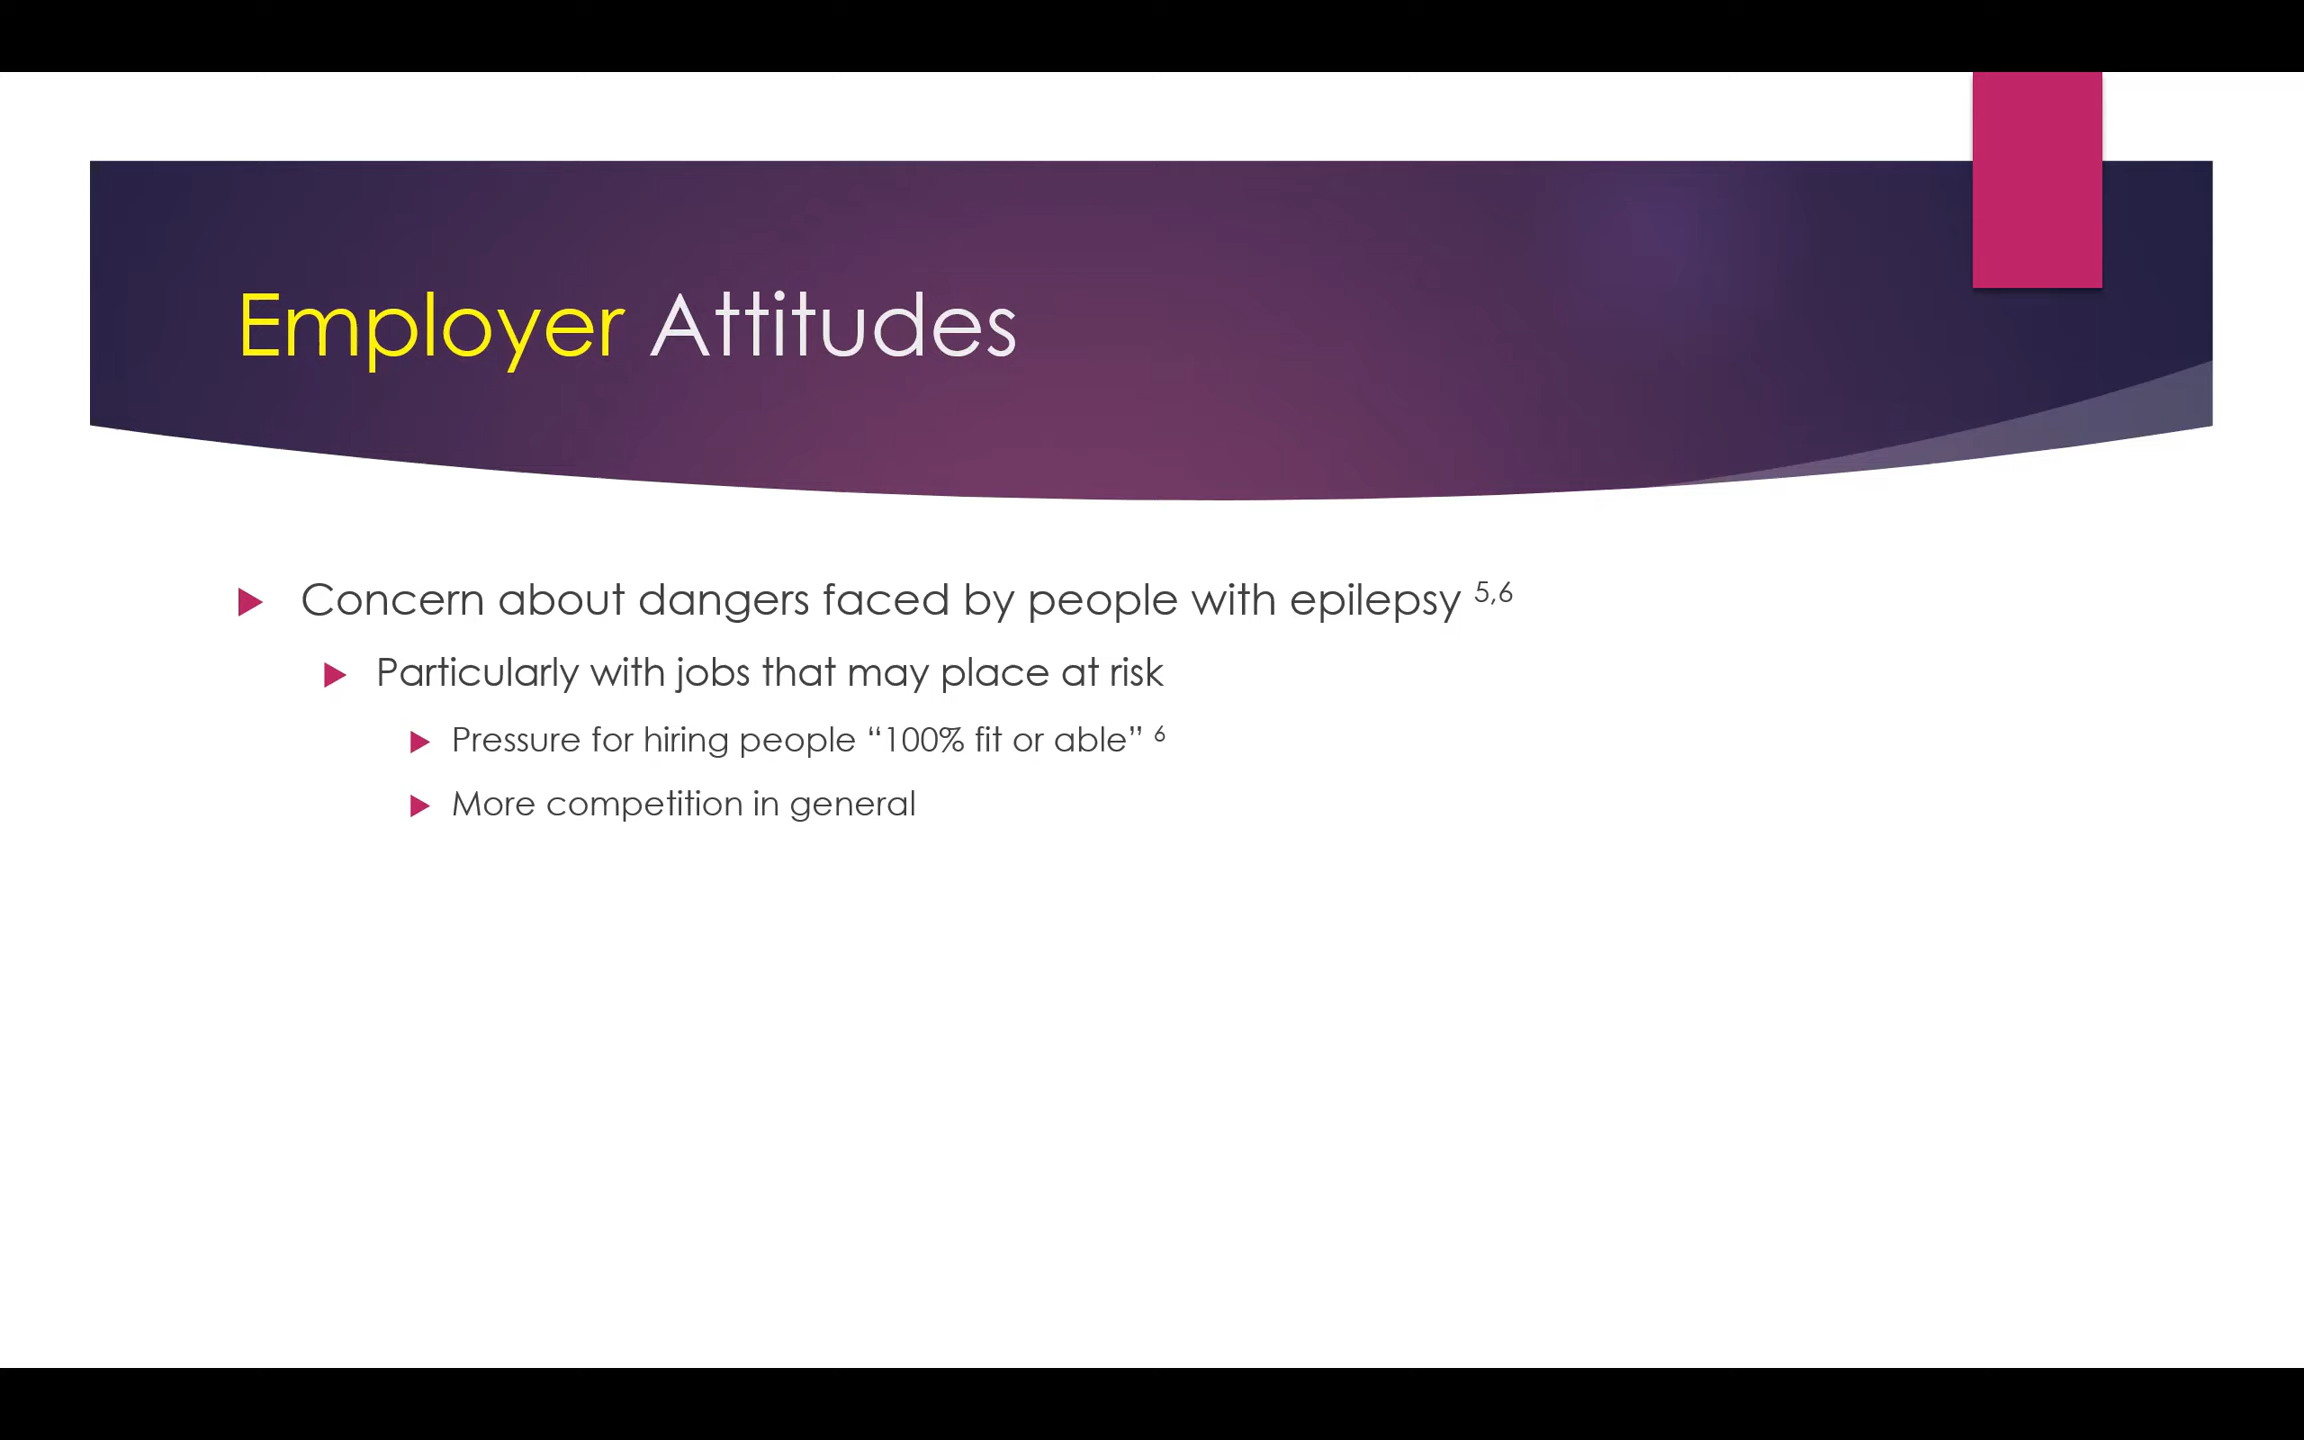 Employer Attitudes
Concern about dangers faced by people with epilepsy 5,6
Particularly with jobs that may place at risk
Pressure for hiring people “100% fit or able” 6
More competition in general